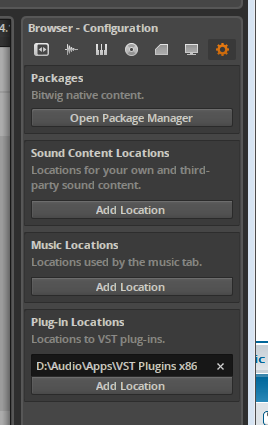 4.
Browser - Configuration
Packages
Bitwig native content.
Open Package Manager
Sound Content Locations
Locations for your own and third-
party sound content.
Add Location
Music Locations
Locations used by the music tab.
Add Location
Plug-in Locations
Locations to VST plug-ins.
D:\Audio\Apps\VST Plugins x86 ×
Add Location
ic